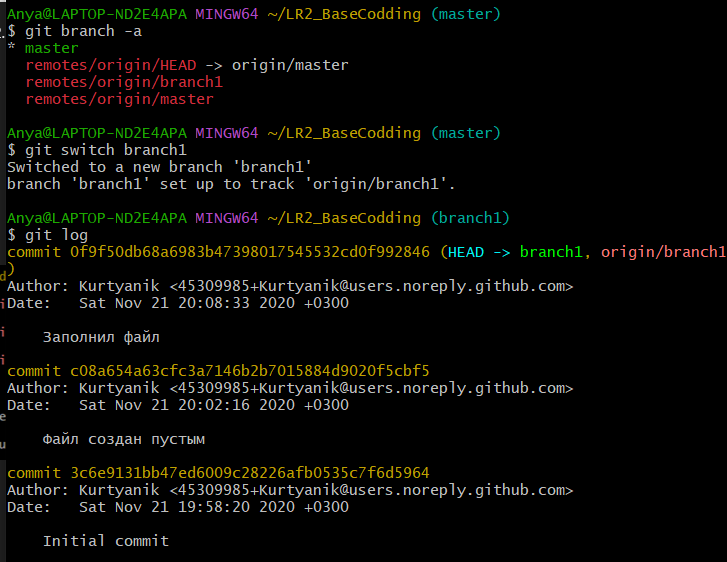 Anya@LAPTOP-ND2E4APA MINGW64 ~/LR2_BaseCodding (master)
$ git branch -a
* master
  remotes/origin/HEAD -> origin/master
  remotes/origin/branch1
  remotes/origin/master

Anya@LAPTOP-ND2E4APA MINGW64 ~/LR2_BaseCodding (master)
$ git switch branch1
Switched to a new branch 'branch1'
branch 'branch1' set up to track 'origin/branch1'.

Anya@LAPTOP-ND2E4APA MINGW64 ~/LR2_BaseCodding (branch1)
$ git log
commit 0f9f50db68a6983b47398017545532cd0f992846 (HEAD -> branch1, origin/branch1
)
Author: Kurtyanik <45309985+Kurtyanik@users.noreply.github.com>
Date:   Sat Nov 21 20:08:33 2020 +0300

    Заполнил файл

commit c08a654a63cfc3a7146b2b7015884d9020f5cbf5
Author: Kurtyanik <45309985+Kurtyanik@users.noreply.github.com>
Date:   Sat Nov 21 20:02:16 2020 +0300

    Файл создан пустым

commit 3c6e9131bb47ed6009c28226afb0535c7f6d5964
Author: Kurtyanik <45309985+Kurtyanik@users.noreply.github.com>
Date:   Sat Nov 21 19:58:20 2020 +0300

    Initial commit